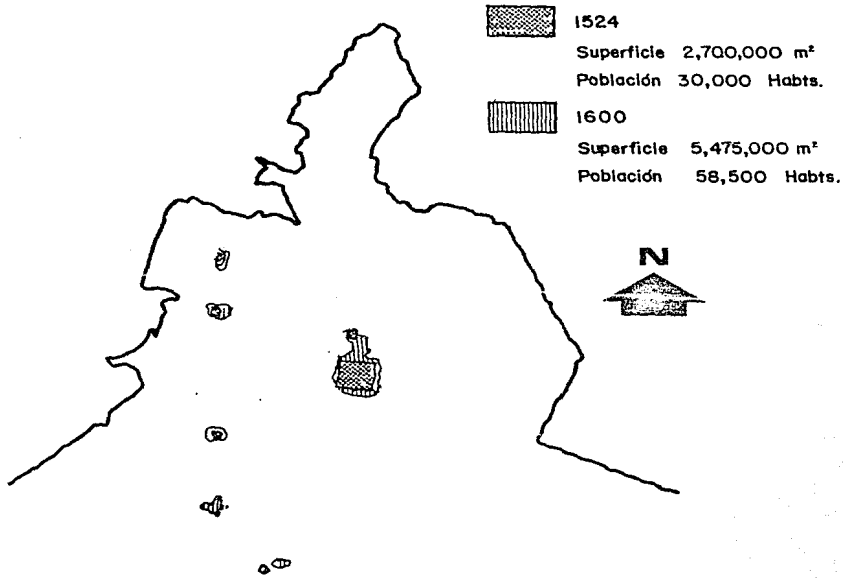 1524
Superficie 2,700,000 m²
Población 30,000 Habts.
1600
Superficie 5,475,000 m²
Población 58,500 Habts.
N